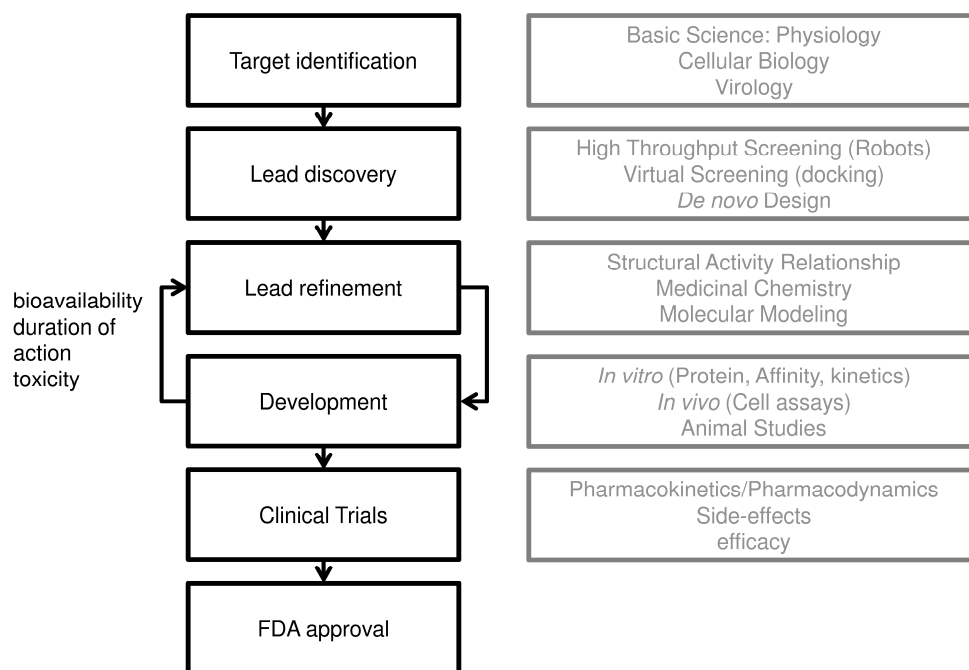 Target identification
Basic Science: Physiology
Cellular Biology
Virology
Lead discovery
High Throughput Screening (Robots)
Virtual Screening (docking)
De novo Design
Lead refinement
Structural Activity Relationship
Medicinal Chemistry
Molecular Modeling
bioavailability
duration of
action
toxicity
Development
In vitro (Protein, Affinity, kinetics)
In vivo (Cell assays)
Animal Studies
Clinical Trials
Pharmacokinetics/Pharmacodynamics
Side-effects
efficacy
FDA approval